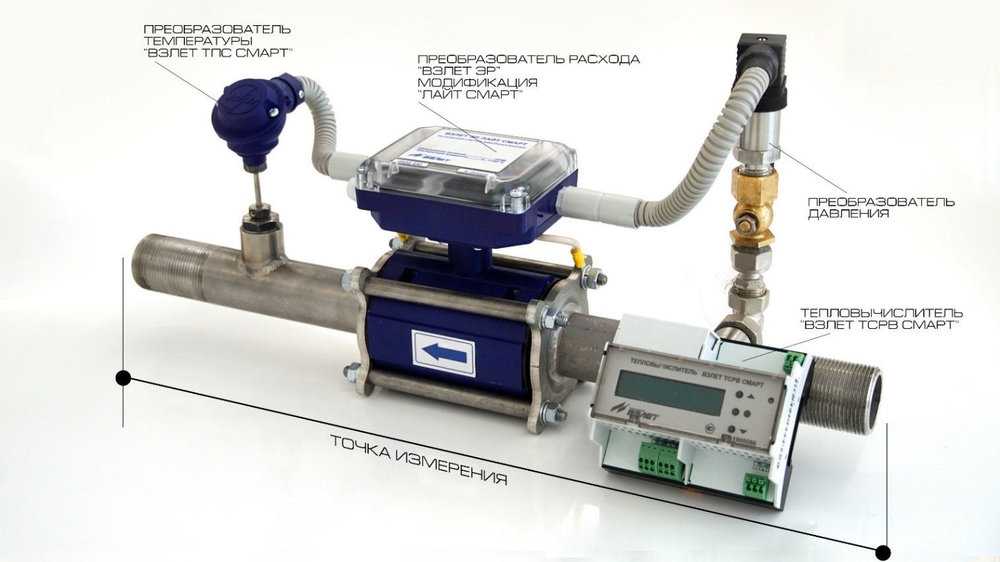 ПРЕОБРАЗОВАТЕЛЬ
ТЕМПЕРАТУРЫ
"ВЗЛЕТ ТПС СМАРТ"
ПРЕОБРАЗОВАТЕЛЬ РАСХОДА
"ВЗЛЕТ ЭР"
МОДИФИКАЦИЯ
"ЛАЙТ СМАРТ"
ВЗЛЕТ ЭР ЛАЙТ СМАРТ
ВЗЛЕТ
ПРЕОБРАЗОВАТЕЛЬ
ДАВЛЕНИЯ
ТЕПЛОВЫЧИСЛИТЕЛЬ
"ВЗЛЕТ ТСРВ СМАРТ"
ТЕПЛОВЫЧИСЛИТЕЛЬ ВЗЛЕТ ТСРВ СМАРТ
ВЗЛЕТ
1900086
ТОЧКА ИЗМЕРЕНИЯ